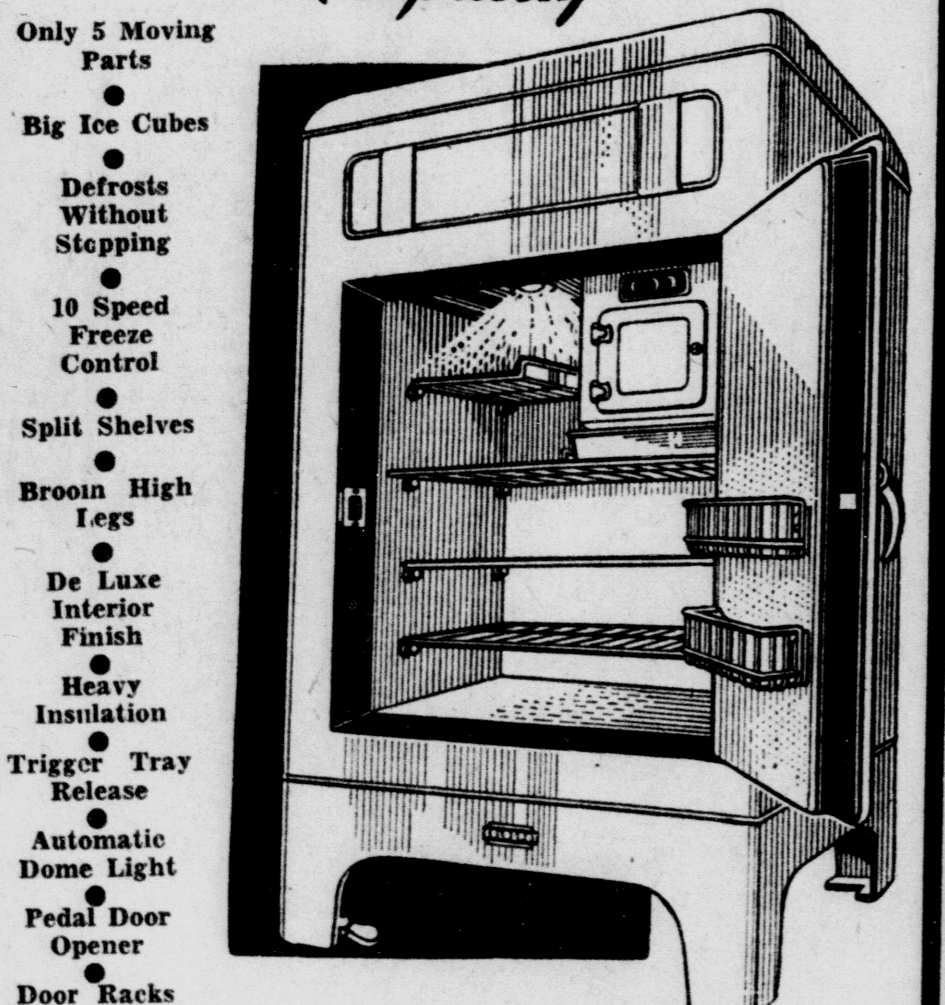 Only 5 Moving
Parts
Big Ice Cubes
Defrosts
Without
Stopping
10 Speed
Freeze
Control
Split Shelves
Broom High
Legs
De Luxe
Interior
Finish
Heavy
Insulation
Trigger Tray
Release
Automatic
Dome Light
Pedal Door
Opener
Door Racks